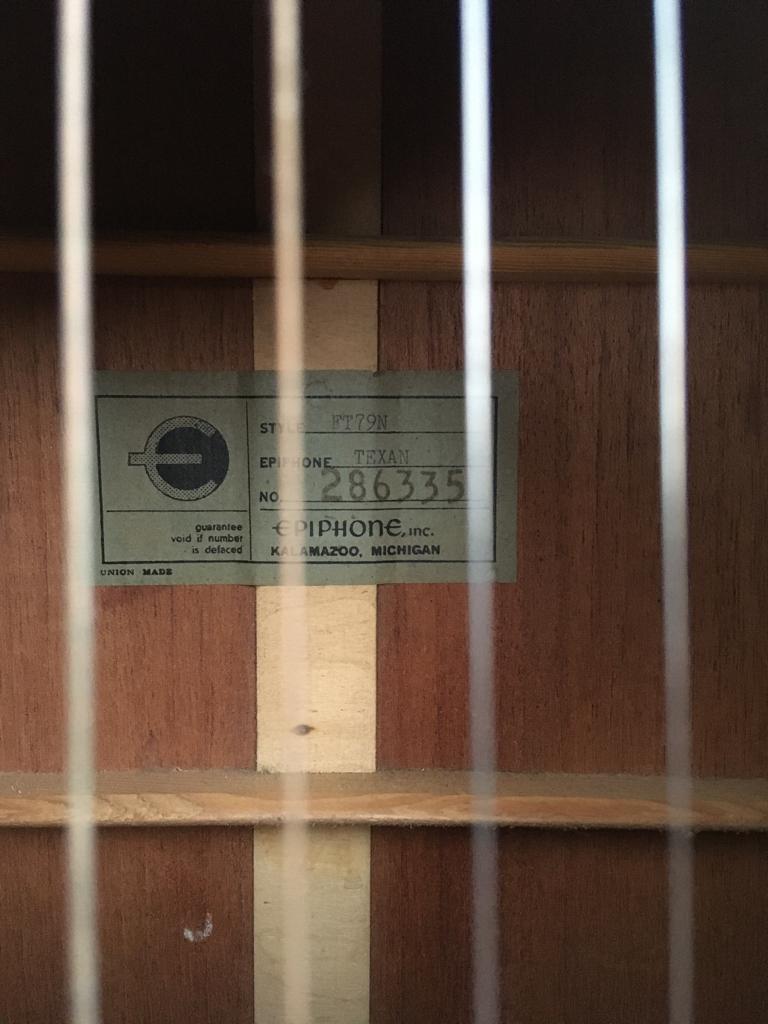 STYLE FT79N
EPIPHONE TEXAN
NO. 286335
guarantee
void if number
is defaced
EPIPHONE, INC.
KALAMAZOO, MICHIGAN
UNION MADE